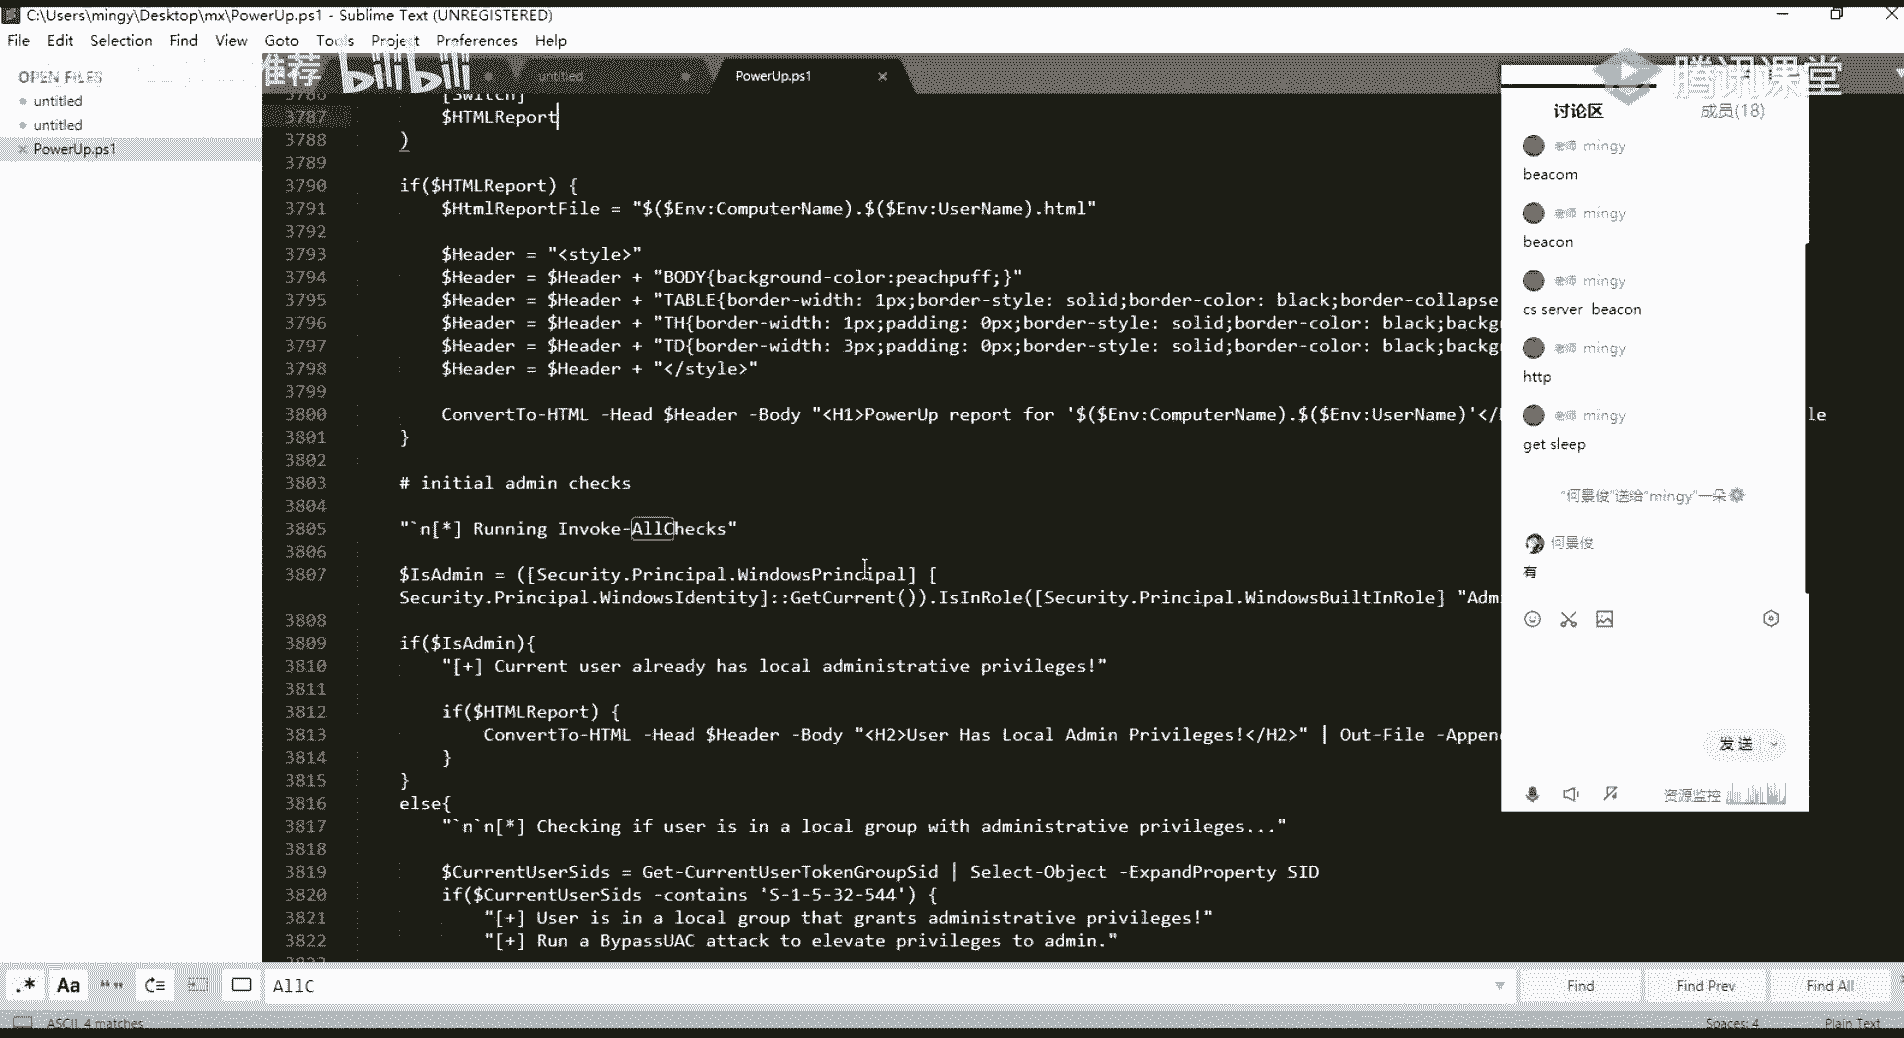 C:\Users\mingy\Desktop\mx\PowerUp.ps1 - Sublime Text (UNREGISTERED)
File Edit Selection Find View Goto Tools Project Preferences Help
OPEN FILES
untitled
untitled
PowerUp.ps1
推荐 bilibili
untitled
PowerUp.ps1
腾讯课堂
3786 [Switch]
3787 $HTMLReport
3788 )
3789
3790 if($HTMLReport) {
3791 $HtmlReportFile = "$($Env:ComputerName).$($Env:UserName).html"
3792
3793 $Header = "<style>"
3794 $Header = $Header + "BODY{background-color:peachpuff;}"
3795 $Header = $Header + "TABLE{border-width: 1px;border-style: solid;border-color: black;border-collapse
3796 $Header = $Header + "TH{border-width: 1px;padding: 0px;border-style: solid;border-color: black;backg
3797 $Header = $Header + "TD{border-width: 3px;padding: 0px;border-style: solid;border-color: black;backg
3798 $Header = $Header + "</style>"
3799
3800 ConvertTo-HTML -Head $Header -Body "<H1>PowerUp report for '$($Env:ComputerName).$($Env:UserName)'</ le
3801 }
3802
3803 # initial admin checks
3804
3805 "`n[*] Running Invoke-AllChecks"
3806
3807 $IsAdmin = ([Security.Principal.WindowsPrincipal] [
Security.Principal.WindowsIdentity]::GetCurrent()).IsInRole([Security.Principal.WindowsBuiltInRole] "Adm
3808
3809 if($IsAdmin){
3810 "[+] Current user already has local administrative privileges!"
3811
3812 if($HTMLReport) {
3813 ConvertTo-HTML -Head $Header -Body "<H2>User Has Local Admin Privileges!</H2>" | Out-File -Appen
3814 }
3815 }
3816 else{
3817 "`n`n[*] Checking if user is in a local group with administrative privileges..."
3818
3819 $CurrentUserSids = Get-CurrentUserTokenGroupSid | Select-Object -ExpandProperty SID
3820 if($CurrentUserSids -contains 'S-1-5-32-544') {
3821 "[+] User is in a local group that grants administrative privileges!"
3822 "[+] Run a BypassUAC attack to elevate privileges to admin."
讨论区 成员(18)
老师 mingy
beacom
老师 mingy
beacon
老师 mingy
cs server beacon
老师 mingy
http
老师 mingy
get sleep
"何景俊"送给"mingy"一朵
何景俊
有
发送
资源监控
.* Aa AllC Find Find Prev Find All
ASCII, 4 matches Spaces: 4 Plain Text